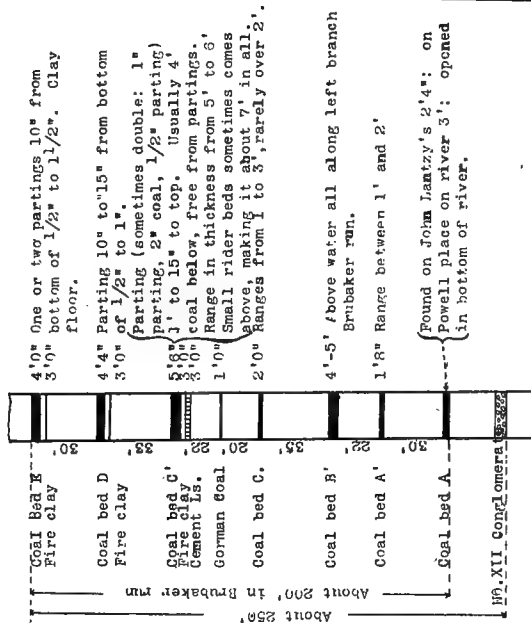 About 250'
About 200' in Brubaker run
Coal Bed E 4'0" One or two partings 10" from
Fire clay 3'0" bottom of 1/2" to 1 1/2". Clay
floor.
30'
Coal bed D 4'4" Parting 10" to 15" from bottom
Fire clay 3'0" of 1/2" to 1".
Parting (sometimes double: 1"
parting, 2" coal, 1/2" parting)
Coal bed C' 5'6" 1' to 15" to top. Usually 4'
Fire clay 3'0" coal below, free from partings.
Cement Ls. 3'0" Range in thickness from 5' to 6'
Gorman Coal 1'0" Small rider beds sometimes comes
above, making it about 7' in all.
20'
Coal bed C. 2'0" Ranges from 1 to 3', rarely over 2'.
35'
Coal bed B' 4'-5' Above water all along left branch
Brubaker run.
22'
Coal bed A' 1'8" Range between 1' and 2'
30'
Coal bed A Found on John Lantzy's 2'4": on
Powell place on river 3': opened
in bottom of river.
NO.XII Conglomerate